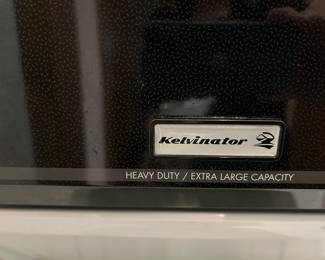 Kelvinator
HEAVY DUTY / EXTRA LARGE CAPACITY